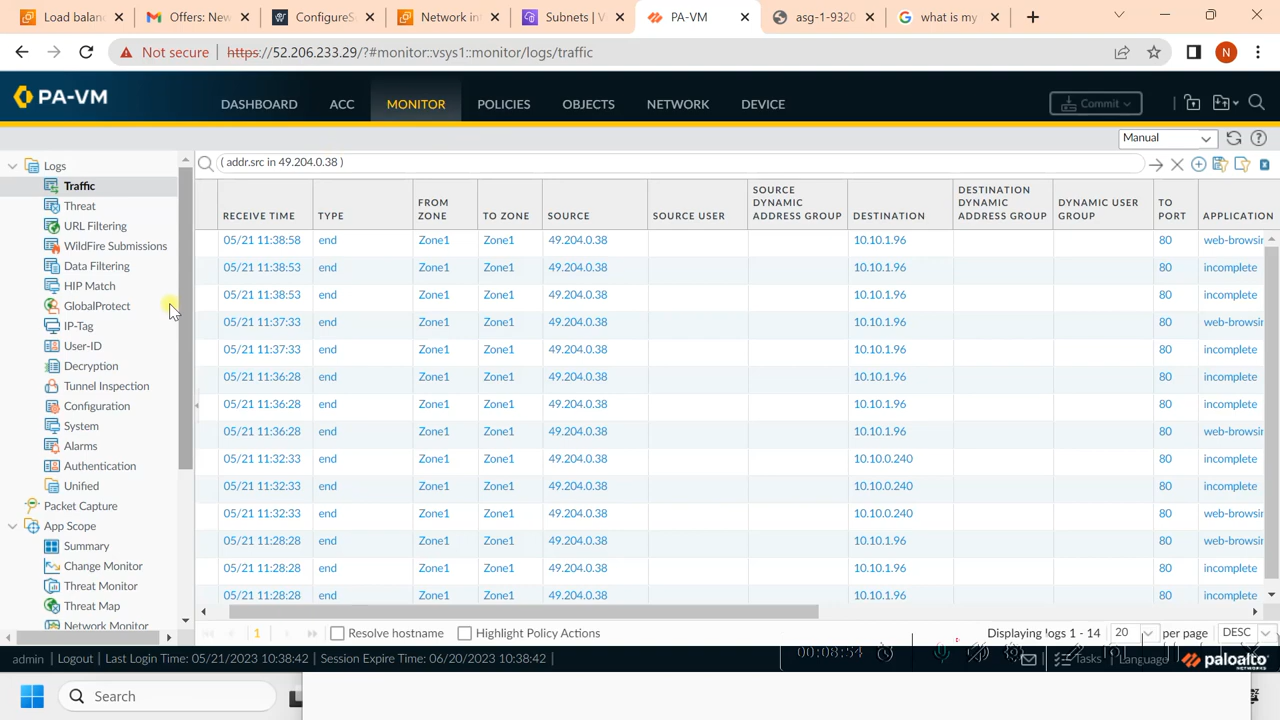 Load balan
Offers: New
ConfigureS
Network in
Subnets | V
PA-VM
asg-1-9320
what is my
Not secure
https://52.206.233.29/?#monitor::vsys1::monitor/logs/traffic
N
PA-VM
DASHBOARD
ACC
MONITOR
POLICIES
OBJECTS
NETWORK
DEVICE
Commit
Manual
Logs
Traffic
Threat
URL Filtering
WildFire Submissions
Data Filtering
HIP Match
GlobalProtect
IP-Tag
User-ID
Decryption
Tunnel Inspection
Configuration
System
Alarms
Authentication
Unified
Packet Capture
App Scope
Summary
Change Monitor
Threat Monitor
Threat Map
Network Monitor
( addr.src in 49.204.0.38 )
RECEIVE TIME TYPE FROM ZONE TO ZONE SOURCE SOURCE USER SOURCE DYNAMIC ADDRESS GROUP DESTINATION DESTINATION DYNAMIC ADDRESS GROUP DYNAMIC USER GROUP TO PORT APPLICATION
05/21 11:38:58 end Zone1 Zone1 49.204.0.38 10.10.1.96 80 web-browsin
05/21 11:38:53 end Zone1 Zone1 49.204.0.38 10.10.1.96 80 incomplete
05/21 11:38:53 end Zone1 Zone1 49.204.0.38 10.10.1.96 80 incomplete
05/21 11:37:33 end Zone1 Zone1 49.204.0.38 10.10.1.96 80 web-browsin
05/21 11:37:33 end Zone1 Zone1 49.204.0.38 10.10.1.96 80 incomplete
05/21 11:36:28 end Zone1 Zone1 49.204.0.38 10.10.1.96 80 incomplete
05/21 11:36:28 end Zone1 Zone1 49.204.0.38 10.10.1.96 80 incomplete
05/21 11:36:28 end Zone1 Zone1 49.204.0.38 10.10.1.96 80 web-browsin
05/21 11:32:33 end Zone1 Zone1 49.204.0.38 10.10.0.240 80 incomplete
05/21 11:32:33 end Zone1 Zone1 49.204.0.38 10.10.0.240 80 incomplete
05/21 11:32:33 end Zone1 Zone1 49.204.0.38 10.10.0.240 80 web-browsin
05/21 11:28:28 end Zone1 Zone1 49.204.0.38 10.10.1.96 80 web-browsin
05/21 11:28:28 end Zone1 Zone1 49.204.0.38 10.10.1.96 80 incomplete
05/21 11:28:28 end Zone1 Zone1 49.204.0.38 10.10.1.96 80 incomplete
1 Resolve hostname Highlight Policy Actions Displaying logs 1 - 14 20 per page DESC
admin | Logout | Last Login Time: 05/21/2023 10:38:42 | Session Expire Time: 06/20/2023 10:38:42 |
00:08:54
Tasks | Language
paloalto
NETWORKS
Search